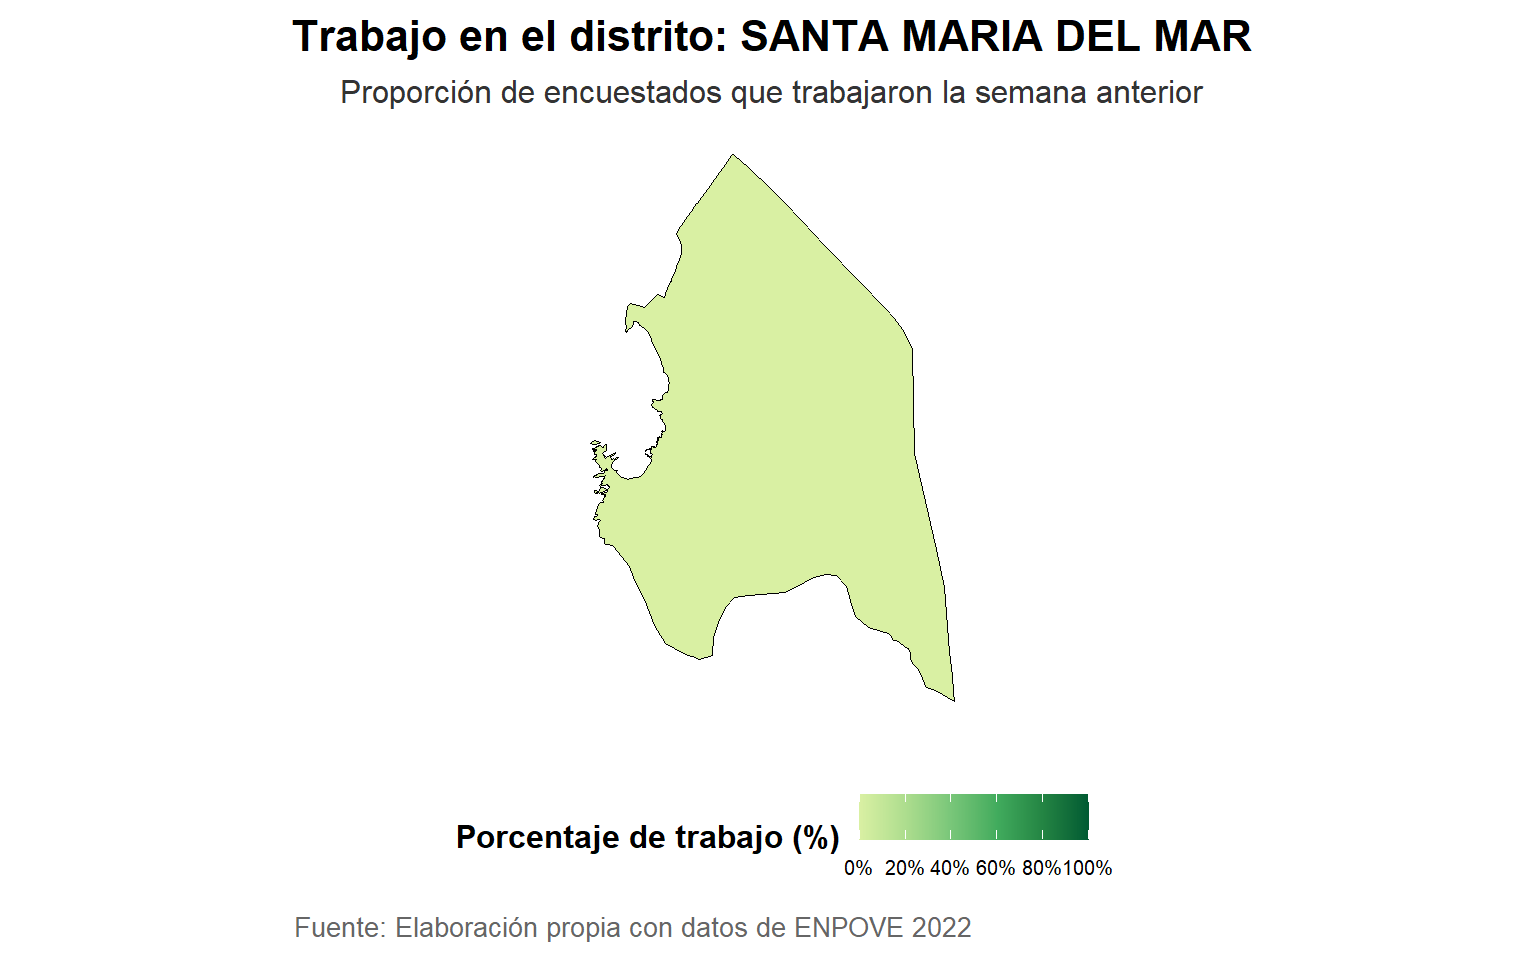 Trabajo en el distrito: SANTA MARIA DEL MAR
Proporción de encuestados que trabajaron la semana anterior
Porcentaje de trabajo (%)
0% 20% 40% 60% 80% 100%
Fuente: Elaboración propia con datos de ENPOVE 2022